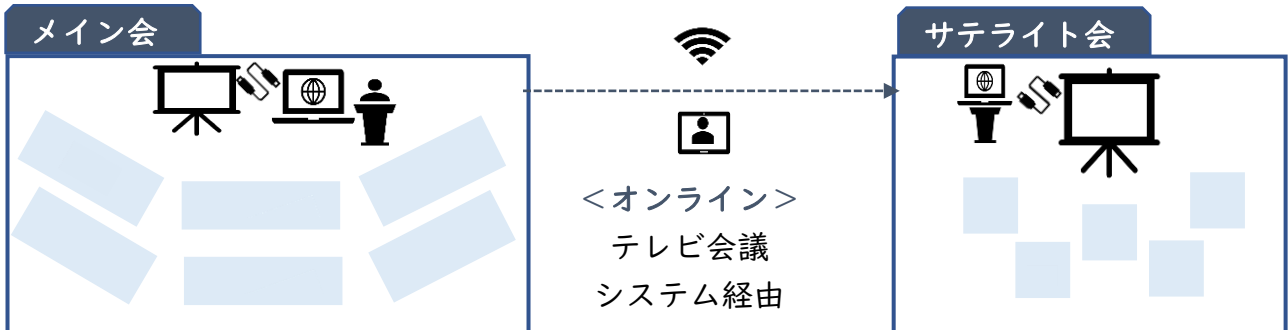 メイン会
サテライト会
＜オンライン＞
テレビ会議
システム経由